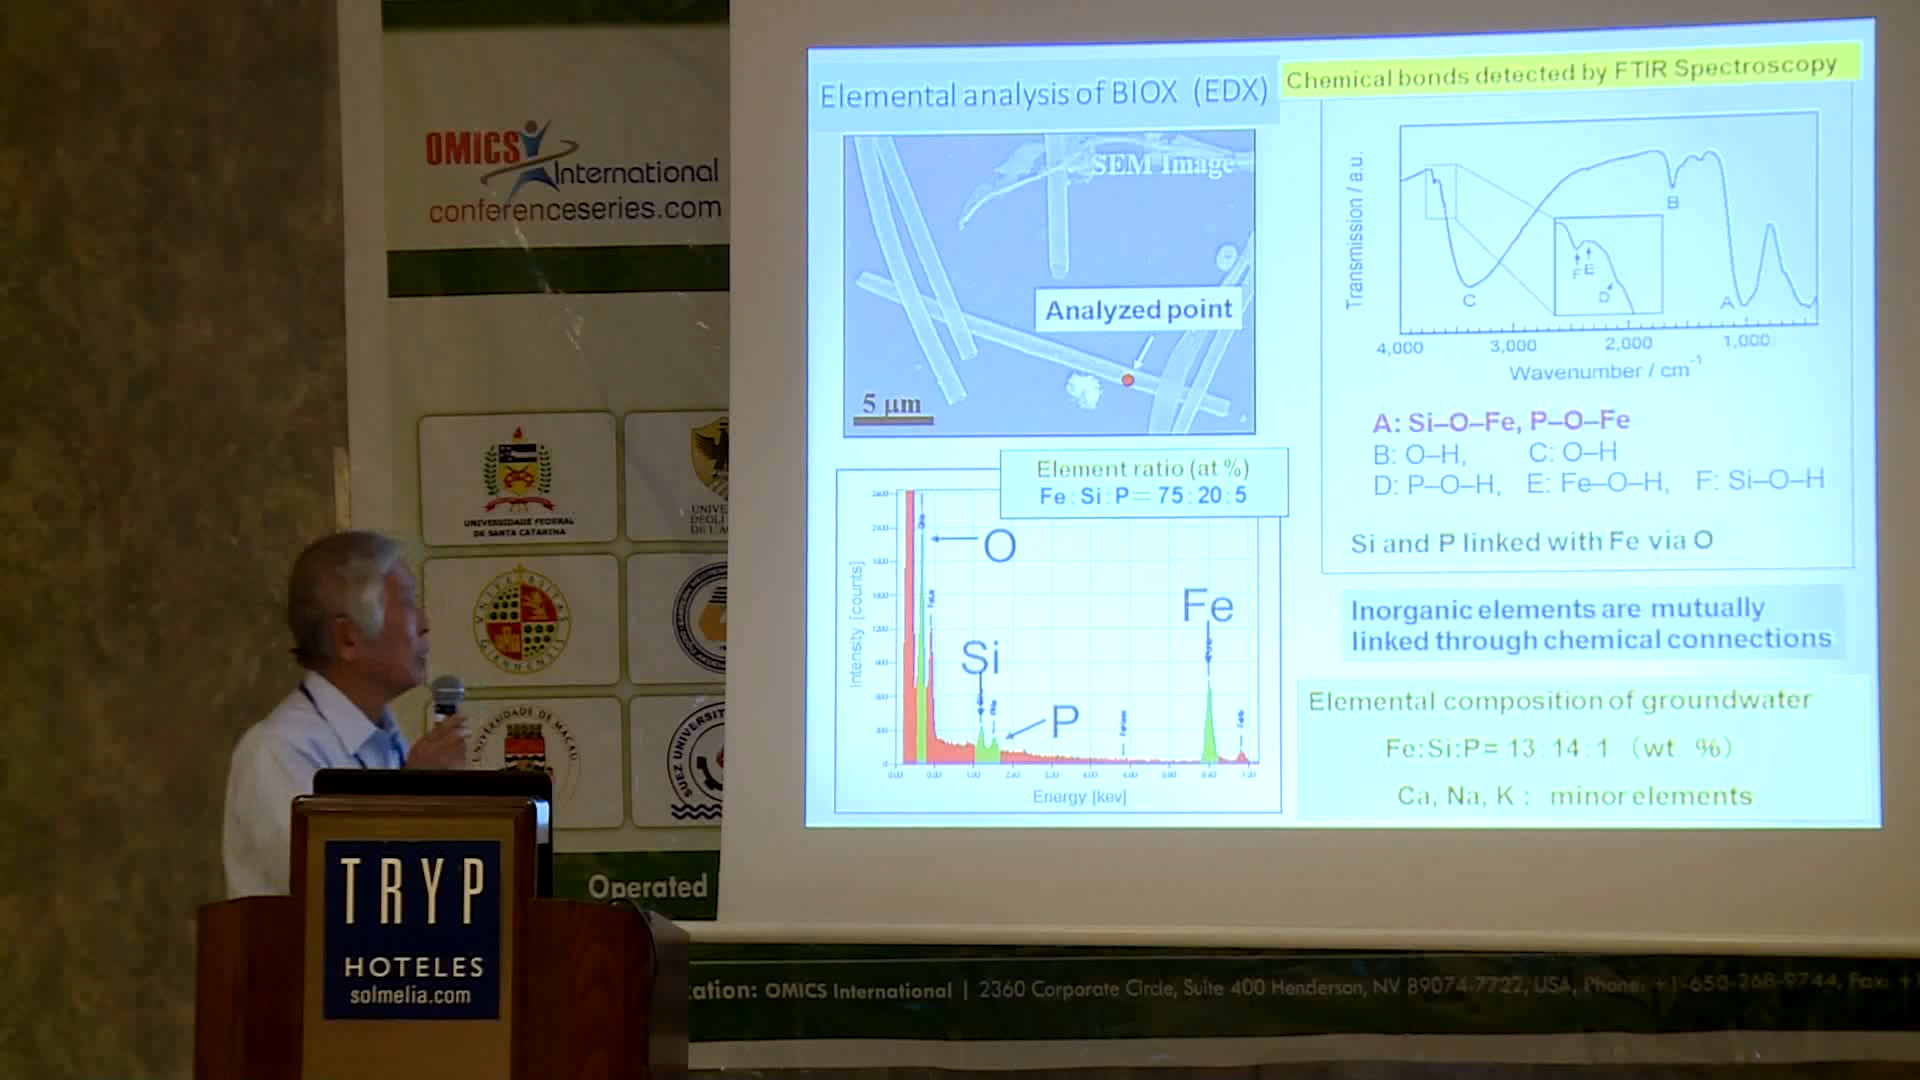 OMICS
International
conferenceseries.com
UNIVERSIDADE FEDERAL
DE SANTA CATARINA
Operated
TRYP
HOTELES
solmelia.com
Elemental analysis of BIOX (EDX)
SEM Image
Analyzed point
5 μm
Element ratio (at %)
Fe : Si : P = 75 : 20 : 5
O
Si
P
Fe
Intensity [counts]
Energy [kev]
Chemical bonds detected by FTIR Spectroscopy
Transmission / a.u.
A
B
C
D
E
F
4,000 3,000 2,000 1,000
Wavenumber / cm-1
A: Si–O–Fe, P–O–Fe
B: O–H, C: O–H
D: P–O–H, E: Fe–O–H, F: Si–O–H
Si and P linked with Fe via O
Inorganic elements are mutually
linked through chemical connections
Elemental composition of groundwater
Fe:Si:P= 13 : 14 : 1 (wt. %)
Ca, Na, K : minor elements
ation: OMICS International | 2360 Corporate Circle, Suite 400 Henderson, NV 89074-7722, USA, Phone: +1-650-268-9744, Fax: +1